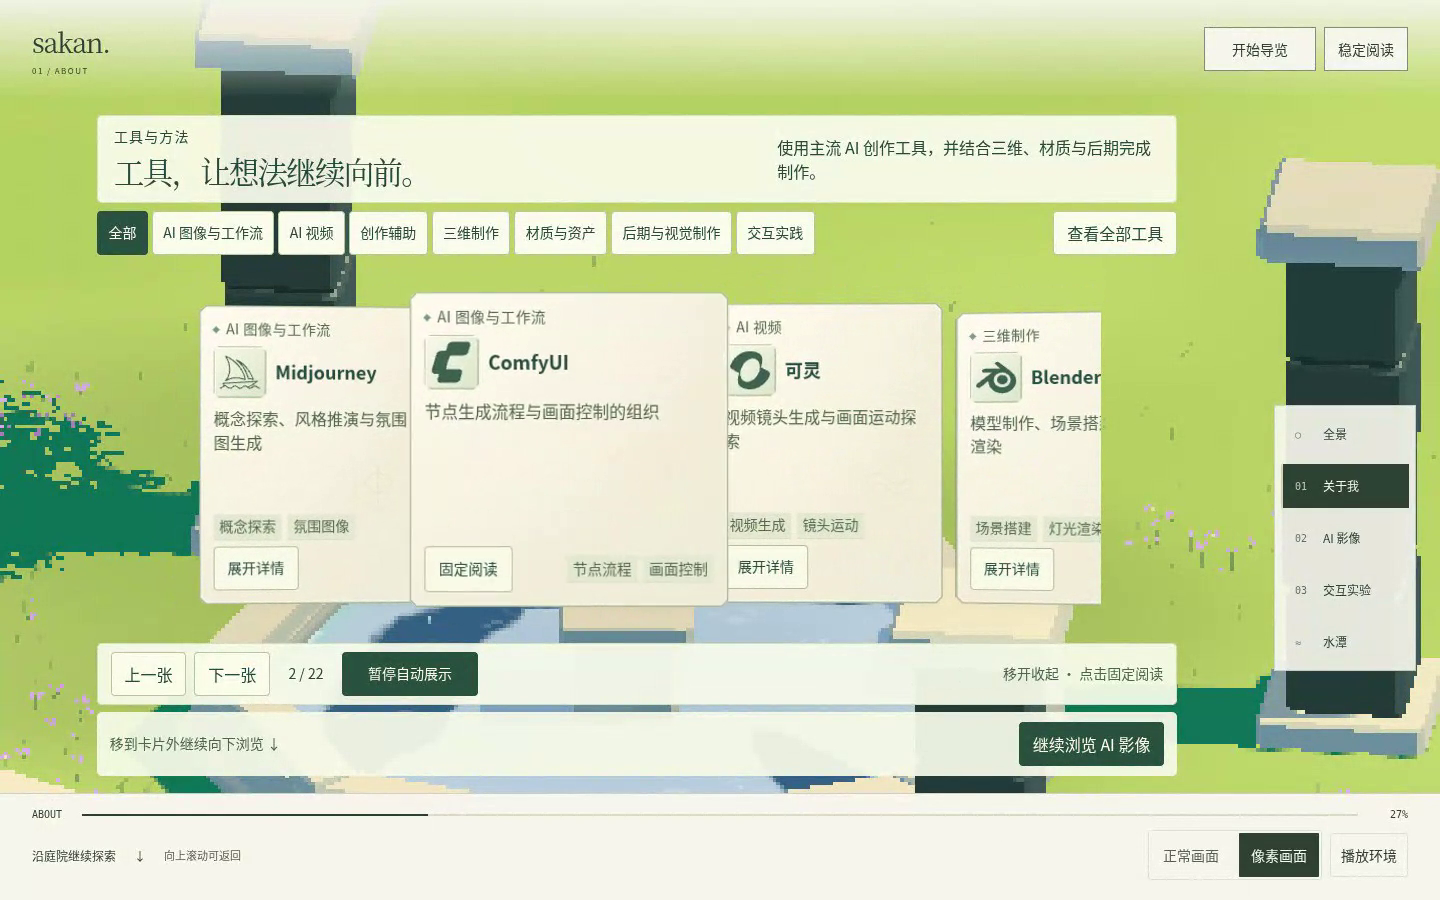 sakan.
01 / ABOUT
开始导览
稳定阅读
工具与方法
工具，让想法继续向前。
使用主流 AI 创作工具，并结合三维、材质与后期完成
制作。
全部
AI 图像与工作流
AI 视频
创作辅助
三维制作
材质与资产
后期与视觉制作
交互实践
查看全部工具
AI 图像与工作流
Midjourney
概念探索、风格推演与氛围
图生成
概念探索
氛围图像
展开详情
AI 图像与工作流
ComfyUI
节点生成流程与画面控制的组织
固定阅读
节点流程
画面控制
AI 视频
可灵
视频镜头生成与画面运动探
索
视频生成
镜头运动
展开详情
三维制作
Blender
模型制作、场景搭
渲染
场景搭建
灯光渲染
展开详情
全景
01 关于我
02 AI 影像
03 交互实验
≈ 水潭
上一张
下一张
2 / 22
暂停自动展示
移开收起 · 点击固定阅读
移到卡片外继续向下浏览 ↓
继续浏览 AI 影像
ABOUT
27%
沿庭院继续探索 ↓ 向上滚动可返回
正常画面
像素画面
播放环境